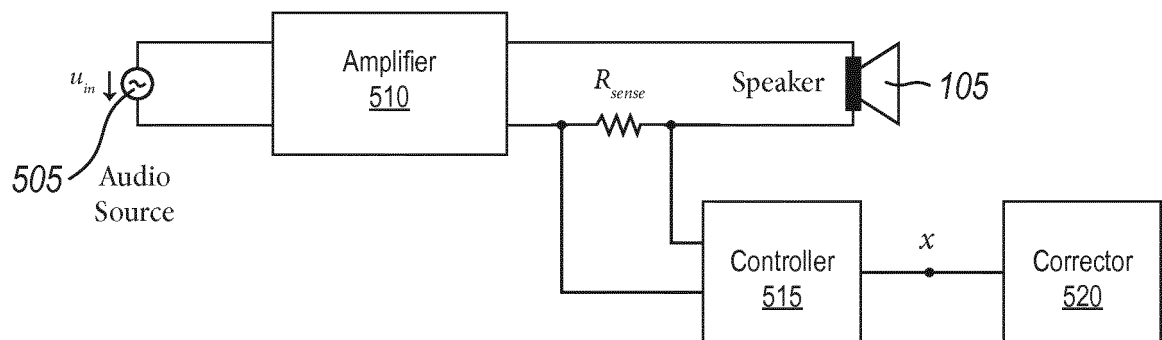 Amplifier
510
u_in
R_sense
Speaker
105
505
Audio
Source
Controller
515
x
Corrector
520